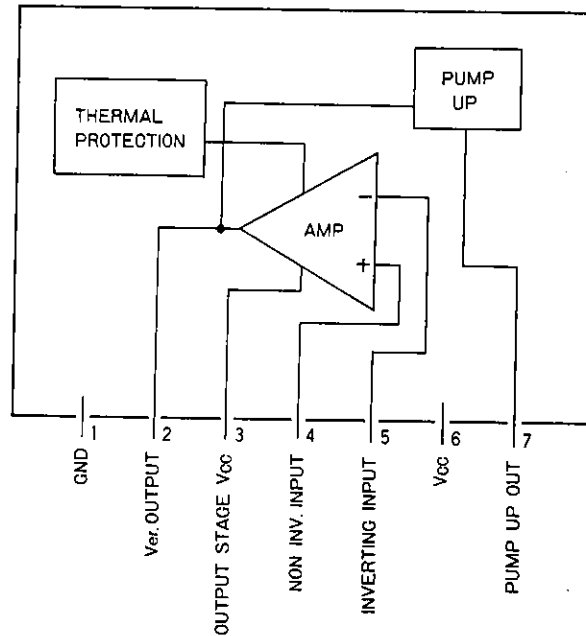 PUMP
UP
THERMAL
PROTECTION
AMP
−
+
1
2
3
4
5
6
7
GND
Ver. OUTPUT
OUTPUT STAGE Vcc
NON INV. INPUT
INVERTING INPUT
Vcc
PUMP UP OUT